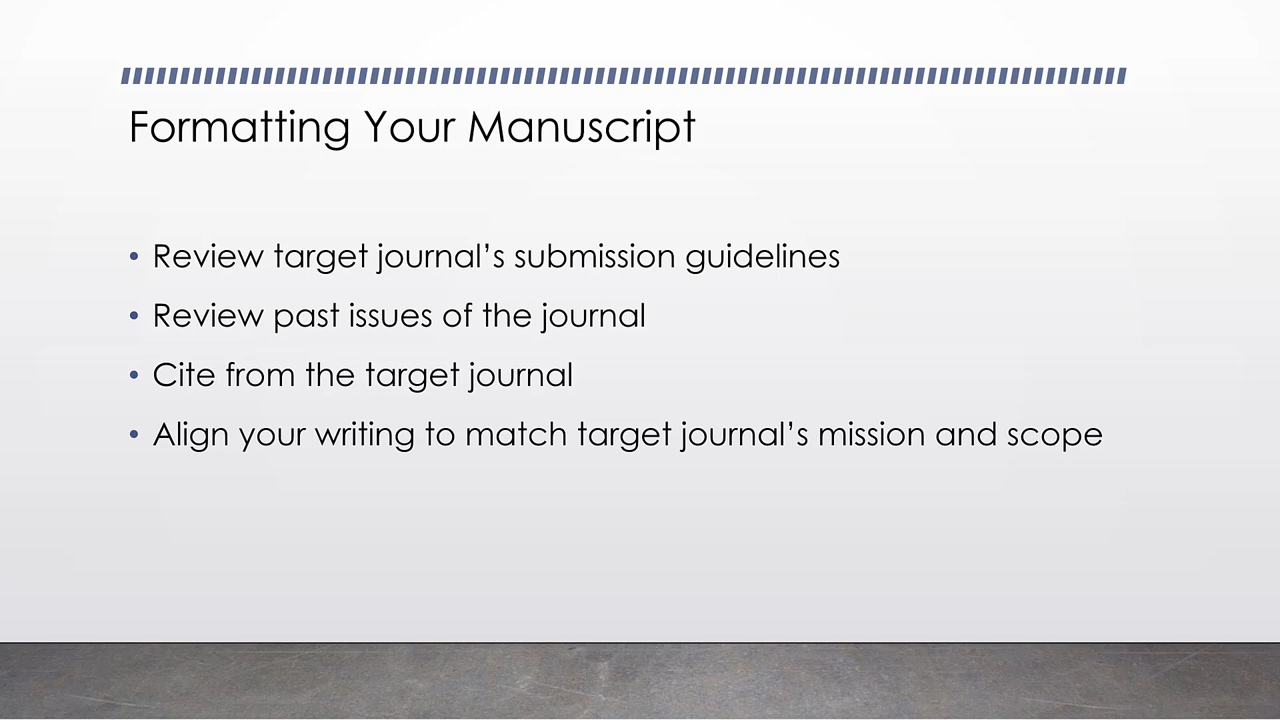 Formatting Your Manuscript
• Review target journal’s submission guidelines
• Review past issues of the journal
• Cite from the target journal
• Align your writing to match target journal’s mission and scope